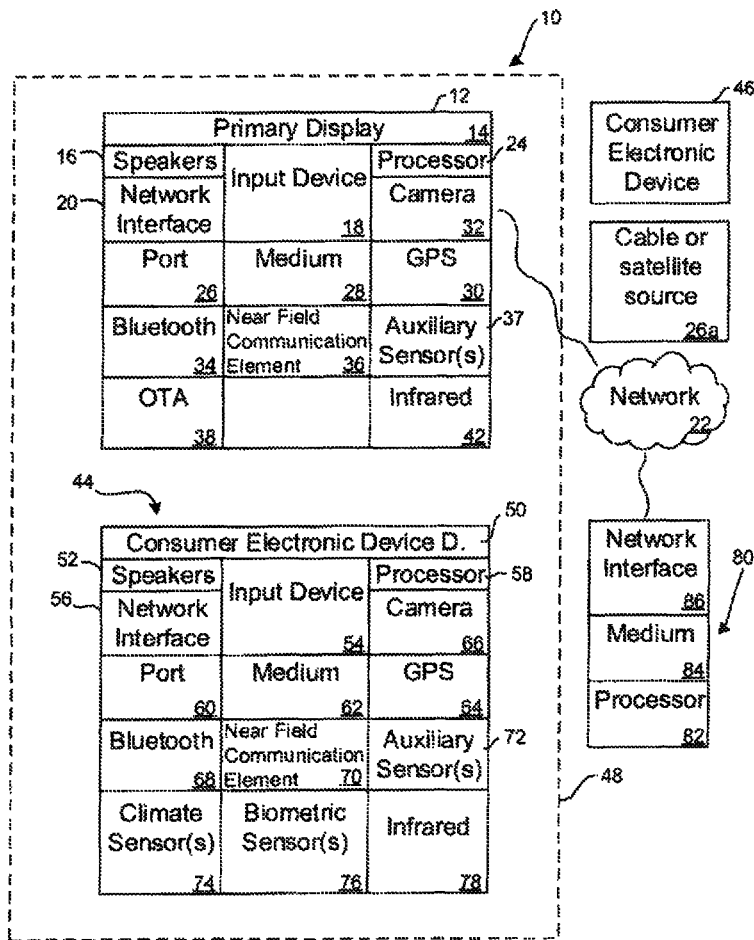 10
12
Primary Display 14
16 Speakers
Input Device 18
Processor 24
20 Network Interface
Camera 32
Port 26
Medium 28
GPS 30
Bluetooth 34
Near Field Communication Element 36
Auxiliary Sensor(s) 37
OTA 38
Infrared 42
46
Consumer Electronic Device
Cable or satellite source 26a
Network 22
44
50
Consumer Electronic Device D.
52 Speakers
Input Device 54
Processor 58
56 Network Interface
Camera 66
Port 60
Medium 62
GPS 64
Bluetooth 68
Near Field Communication Element 70
Auxiliary Sensor(s) 72
Climate Sensor(s) 74
Biometric Sensor(s) 76
Infrared 78
Network Interface 86
80
Medium 84
Processor 82
48